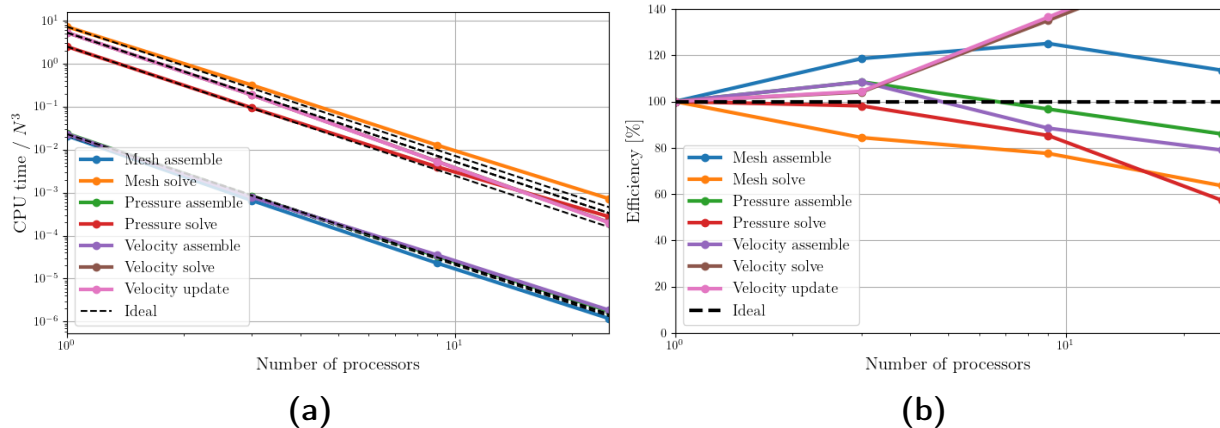 CPU time / N³
10¹
10⁰
10⁻¹
10⁻²
10⁻³
10⁻⁴
10⁻⁵
10⁻⁶
Mesh assemble
Mesh solve
Pressure assemble
Pressure solve
Velocity assemble
Velocity solve
Velocity update
Ideal
10⁰
10¹
Number of processors
(a)
Efficiency [%]
140
120
100
80
60
40
20
0
Mesh assemble
Mesh solve
Pressure assemble
Pressure solve
Velocity assemble
Velocity solve
Velocity update
Ideal
10⁰
10¹
Number of processors
(b)